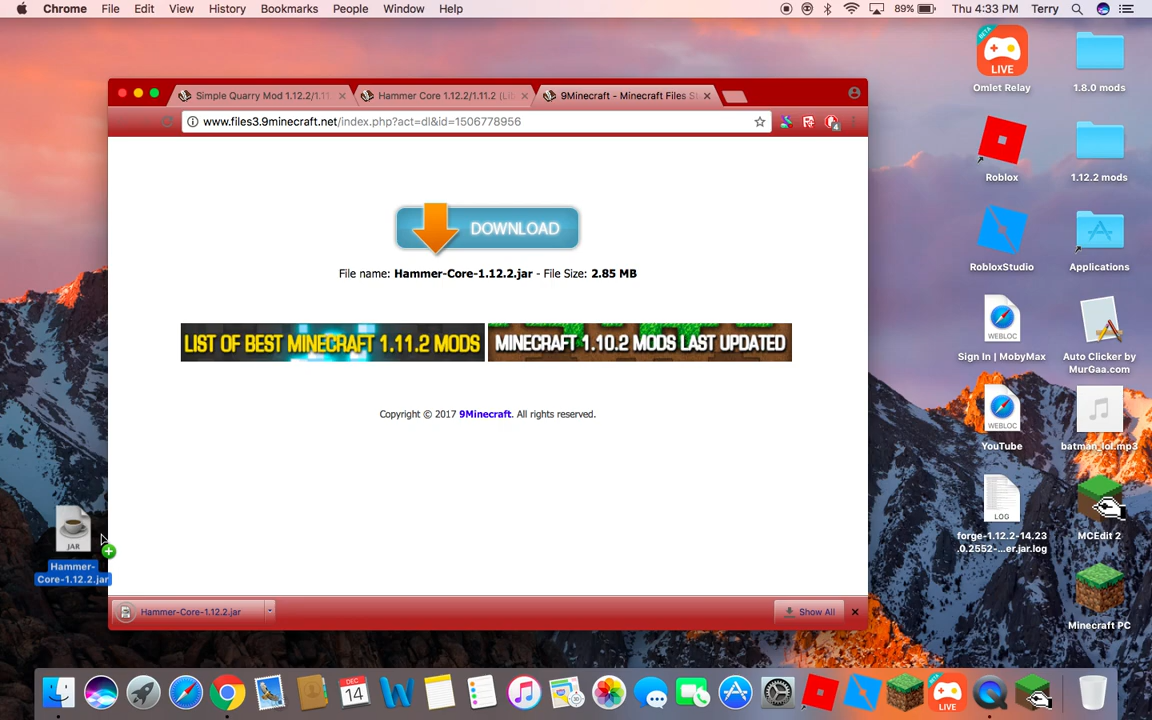 Chrome File Edit View History Bookmarks People Window Help 89% Thu 4:33 PM Terry
Simple Quarry Mod 1.12.2/1.11
Hammer Core 1.12.2/1.11.2 (Lib
9Minecraft - Minecraft Files S
www.files3.9minecraft.net/index.php?act=dl&id=1506778956
4
DOWNLOAD
File name: Hammer-Core-1.12.2.jar - File Size: 2.85 MB
LIST OF BEST MINECRAFT 1.11.2 MODS
MINECRAFT 1.10.2 MODS LAST UPDATED
Copyright © 2017 9Minecraft. All rights reserved.
Hammer-Core-1.12.2.jar
Show All
JAR
Hammer-
Core-1.12.2.jar
BETA
LIVE
Omlet Relay
1.8.0 mods
Roblox
1.12.2 mods
RobloxStudio
Applications
WEBLOC
Sign In | MobyMax
Auto Clicker by
MurGaa.com
WEBLOC
YouTube
batman_lol.mp3
LOG
forge-1.12.2-14.23
.0.2552-...er.jar.log
MCEdit 2
Minecraft PC
DEC
14
LIVE